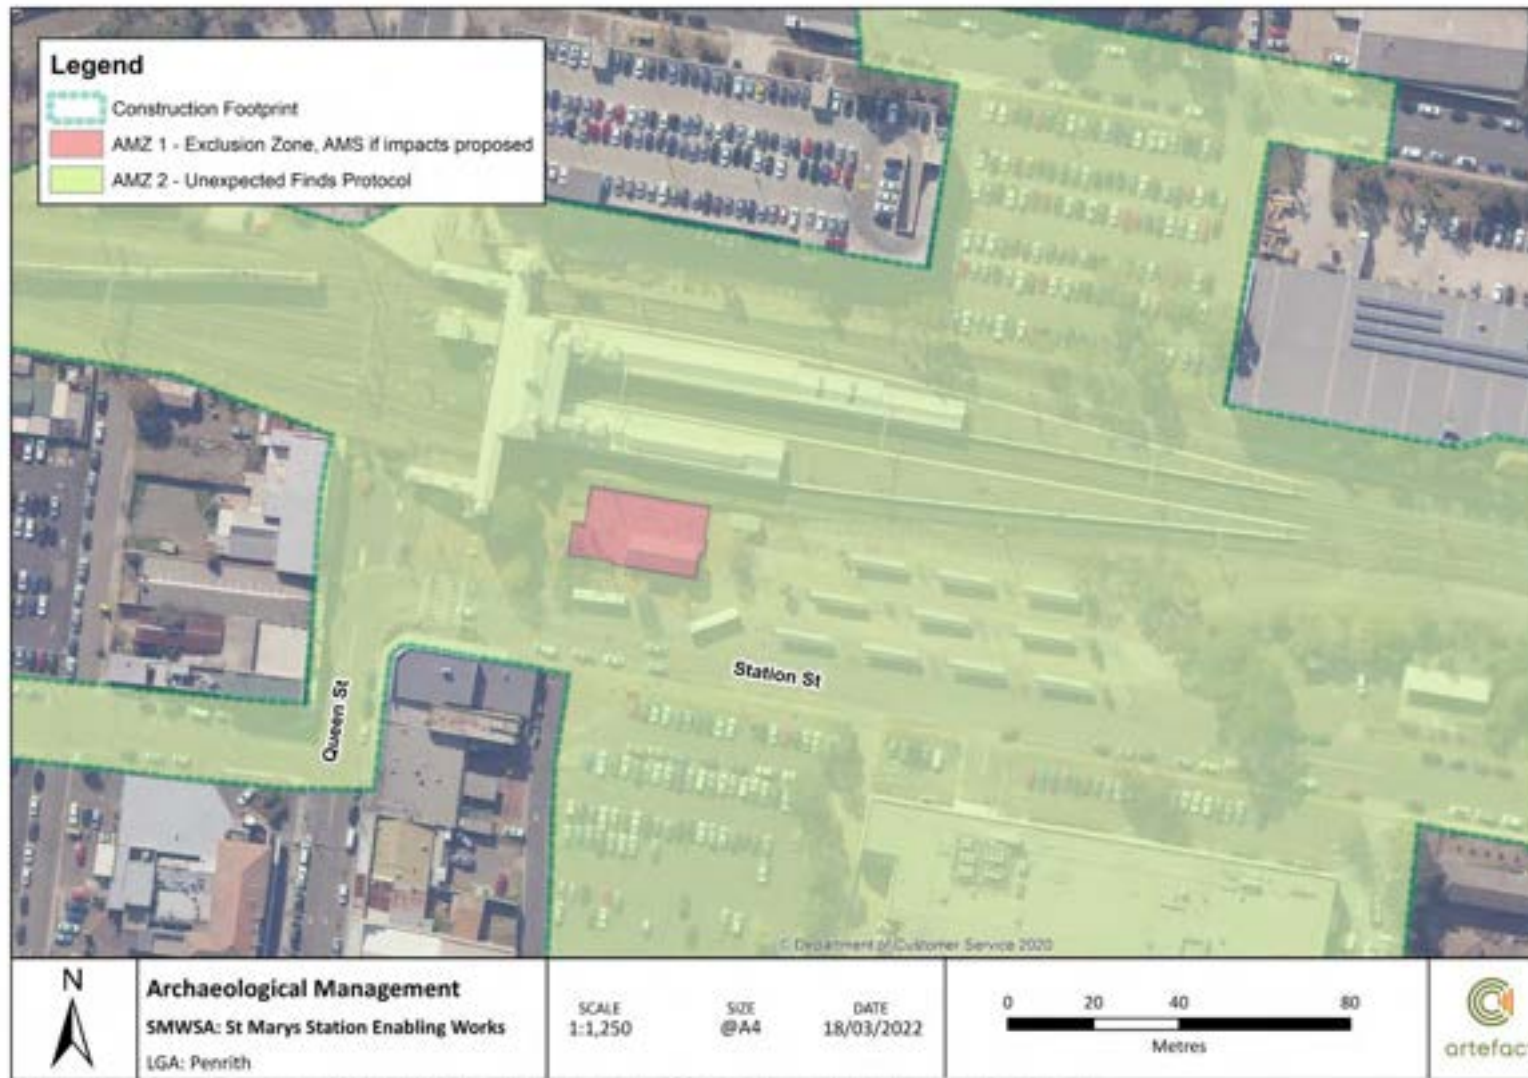 Legend
Construction Footprint
AMZ 1 - Exclusion Zone, AMS if impacts proposed
AMZ 2 - Unexpected Finds Protocol
Station St
Queen St
© Department of Customer Service 2020
N
Archaeological Management
SMWSA: St Marys Station Enabling Works
LGA: Penrith
SCALE
1:1,250
SIZE
@A4
DATE
18/03/2022
0 20 40 80
Metres
artefact